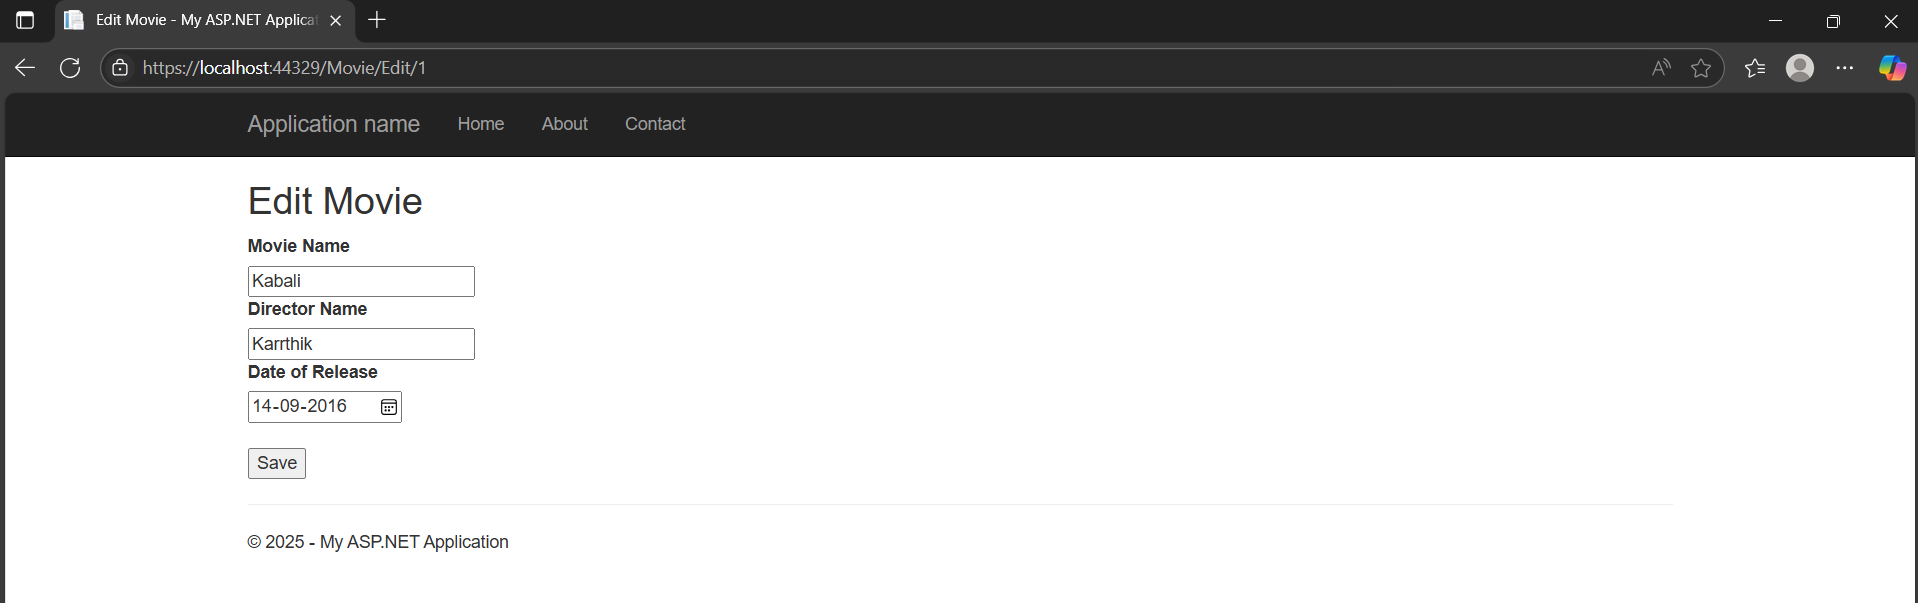 Edit Movie - My ASP.NET Applicat
https://localhost:44329/Movie/Edit/1
Application name Home About Contact
Edit Movie
Movie Name
Kabali
Director Name
Karrthik
Date of Release
14-09-2016
Save
© 2025 - My ASP.NET Application